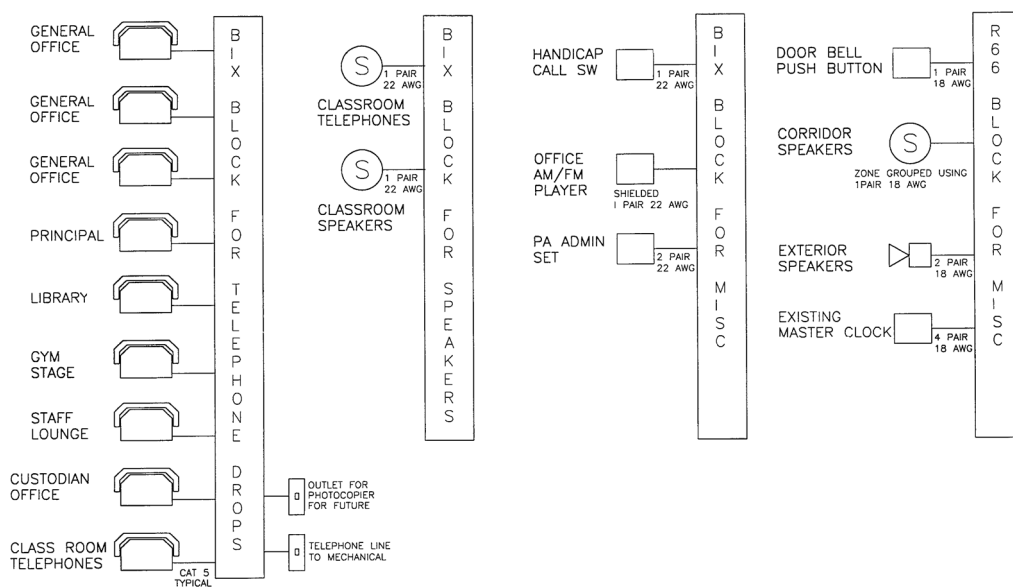 GENERAL
OFFICE
GENERAL
OFFICE
GENERAL
OFFICE
PRINCIPAL
LIBRARY
GYM
STAGE
STAFF
LOUNGE
CUSTODIAN
OFFICE
CLASS ROOM
TELEPHONES
CAT 5
TYPICAL
BIX BLOCK FOR TELEPHONE DROPS
OUTLET FOR
PHOTOCOPIER
FOR FUTURE
TELEPHONE LINE
TO MECHANICAL
S
1 PAIR
22 AWG
CLASSROOM
TELEPHONES
S
1 PAIR
22 AWG
CLASSROOM
SPEAKERS
BIX BLOCK FOR SPEAKERS
HANDICAP
CALL SW
1 PAIR
22 AWG
OFFICE
AM/FM
PLAYER
SHIELDED
1 PAIR 22 AWG
PA ADMIN
SET
2 PAIR
22 AWG
BIX BLOCK FOR MISC
DOOR BELL
PUSH BUTTON
1 PAIR
18 AWG
CORRIDOR
SPEAKERS
S
ZONE GROUPED USING
1PAIR 18 AWG
EXTERIOR
SPEAKERS
2 PAIR
18 AWG
EXISTING
MASTER CLOCK
4 PAIR
18 AWG
R66 BLOCK FOR MISC